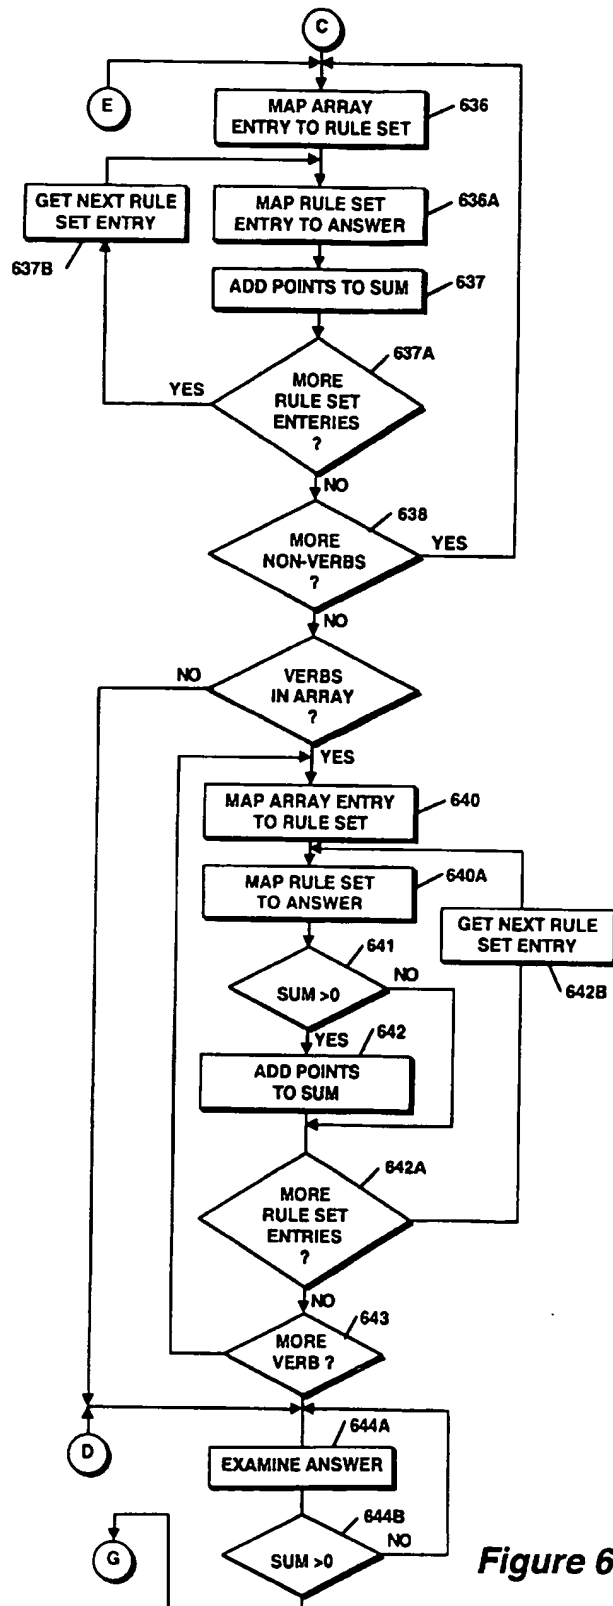 C
E
MAP ARRAY
ENTRY TO RULE SET
636
GET NEXT RULE
SET ENTRY
637B
MAP RULE SET
ENTRY TO ANSWER
636A
ADD POINTS TO SUM
637
637A
YES
MORE
RULE SET
ENTERIES
?
NO
638
MORE
NON-VERBS
?
YES
NO
NO
VERBS
IN ARRAY
?
YES
MAP ARRAY ENTRY
TO RULE SET
640
MAP RULE SET
TO ANSWER
640A
GET NEXT RULE
SET ENTRY
642B
641
SUM >0
NO
YES
642
ADD POINTS
TO SUM
642A
MORE
RULE SET
ENTRIES
?
NO
643
MORE
VERB ?
D
644A
EXAMINE ANSWER
644B
SUM >0
NO
G
Figure 6